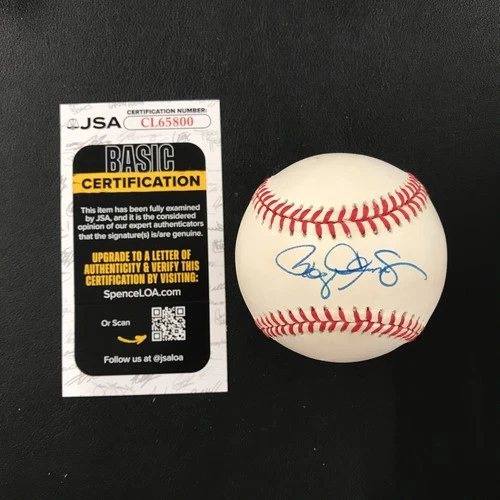 JSA
CERTIFICATION NUMBER:
CL65800
BASIC
CERTIFICATION
This item has been fully examined
by JSA, and it is the considered
opinion of our expert authenticators
that the signature(s) is/are genuine.
UPGRADE TO A LETTER OF
AUTHENTICITY & VERIFY THIS
CERTIFICATION BY VISITING:
SpenceLOA.com
Or Scan
Follow us at @jsaloa